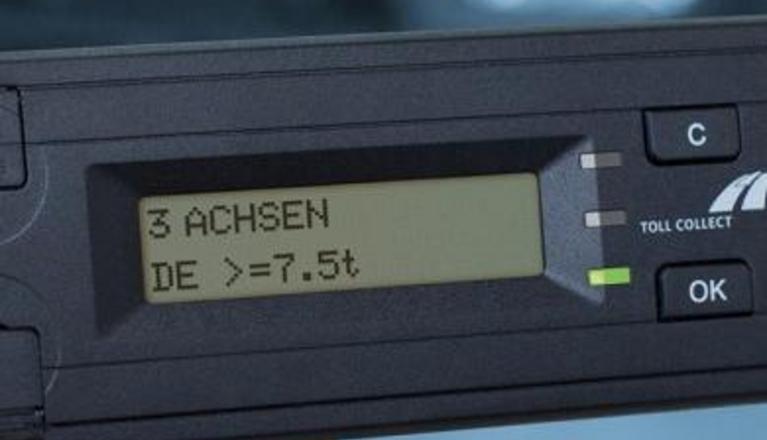 3 ACHSEN
DE >=7.5t
C
TOLL COLLECT
OK